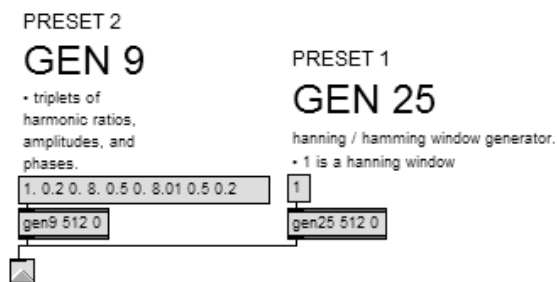 PRESET 2
GEN 9
• triplets of
harmonic ratios,
amplitudes, and
phases.
1. 0.2 0. 8. 0.5 0. 8.01 0.5 0.2
gen9 512 0
PRESET 1
GEN 25
hanning / hamming window generator.
• 1 is a hanning window
1
gen25 512 0